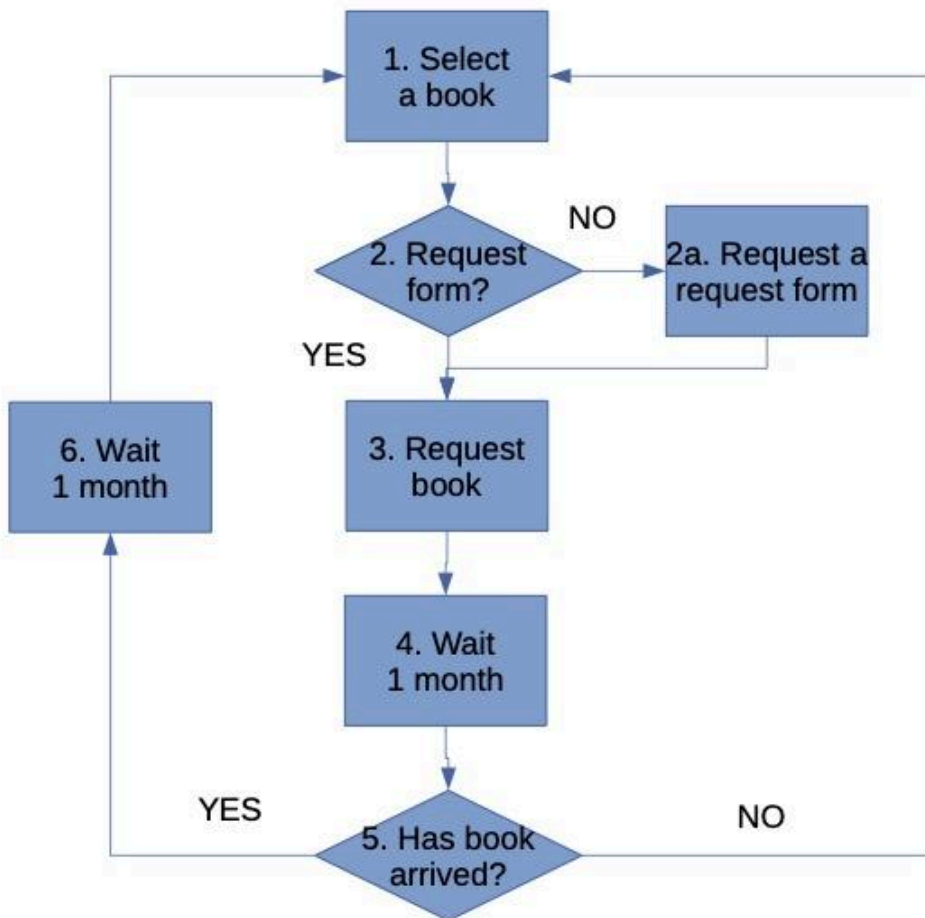 1. Select
a book
NO
2. Request
form?
2a. Request a
request form
YES
3. Request
book
6. Wait
1 month
4. Wait
1 month
YES
NO
5. Has book
arrived?